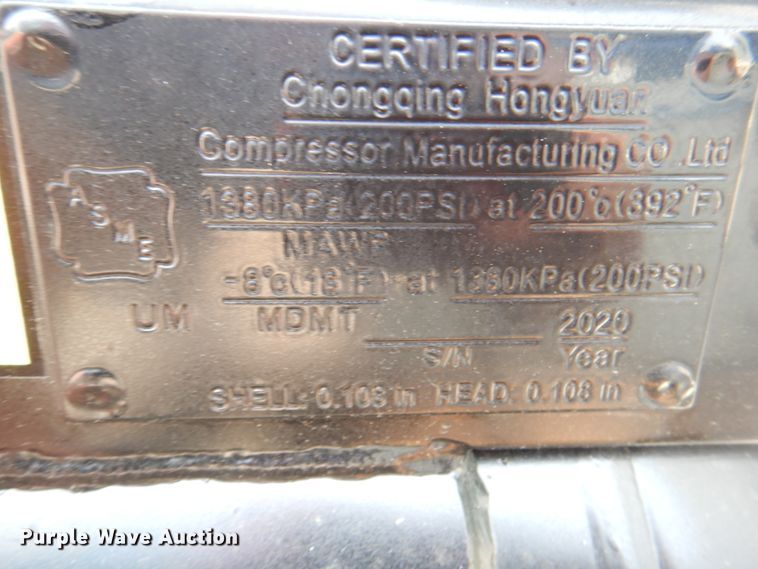 CERTIFIED BY
Chongqing Hongyuan
Compressor Manufacturing CO .Ltd
ASME
1380KPa(200PSI) at 200°c(392°F)
MAWP
-8°c(18°F) at 1380KPa(200PSI)
UM MDMT 2020
S/N Year
SHELL: 0.108 in HEAD: 0.108 in
Purple Wave Auction